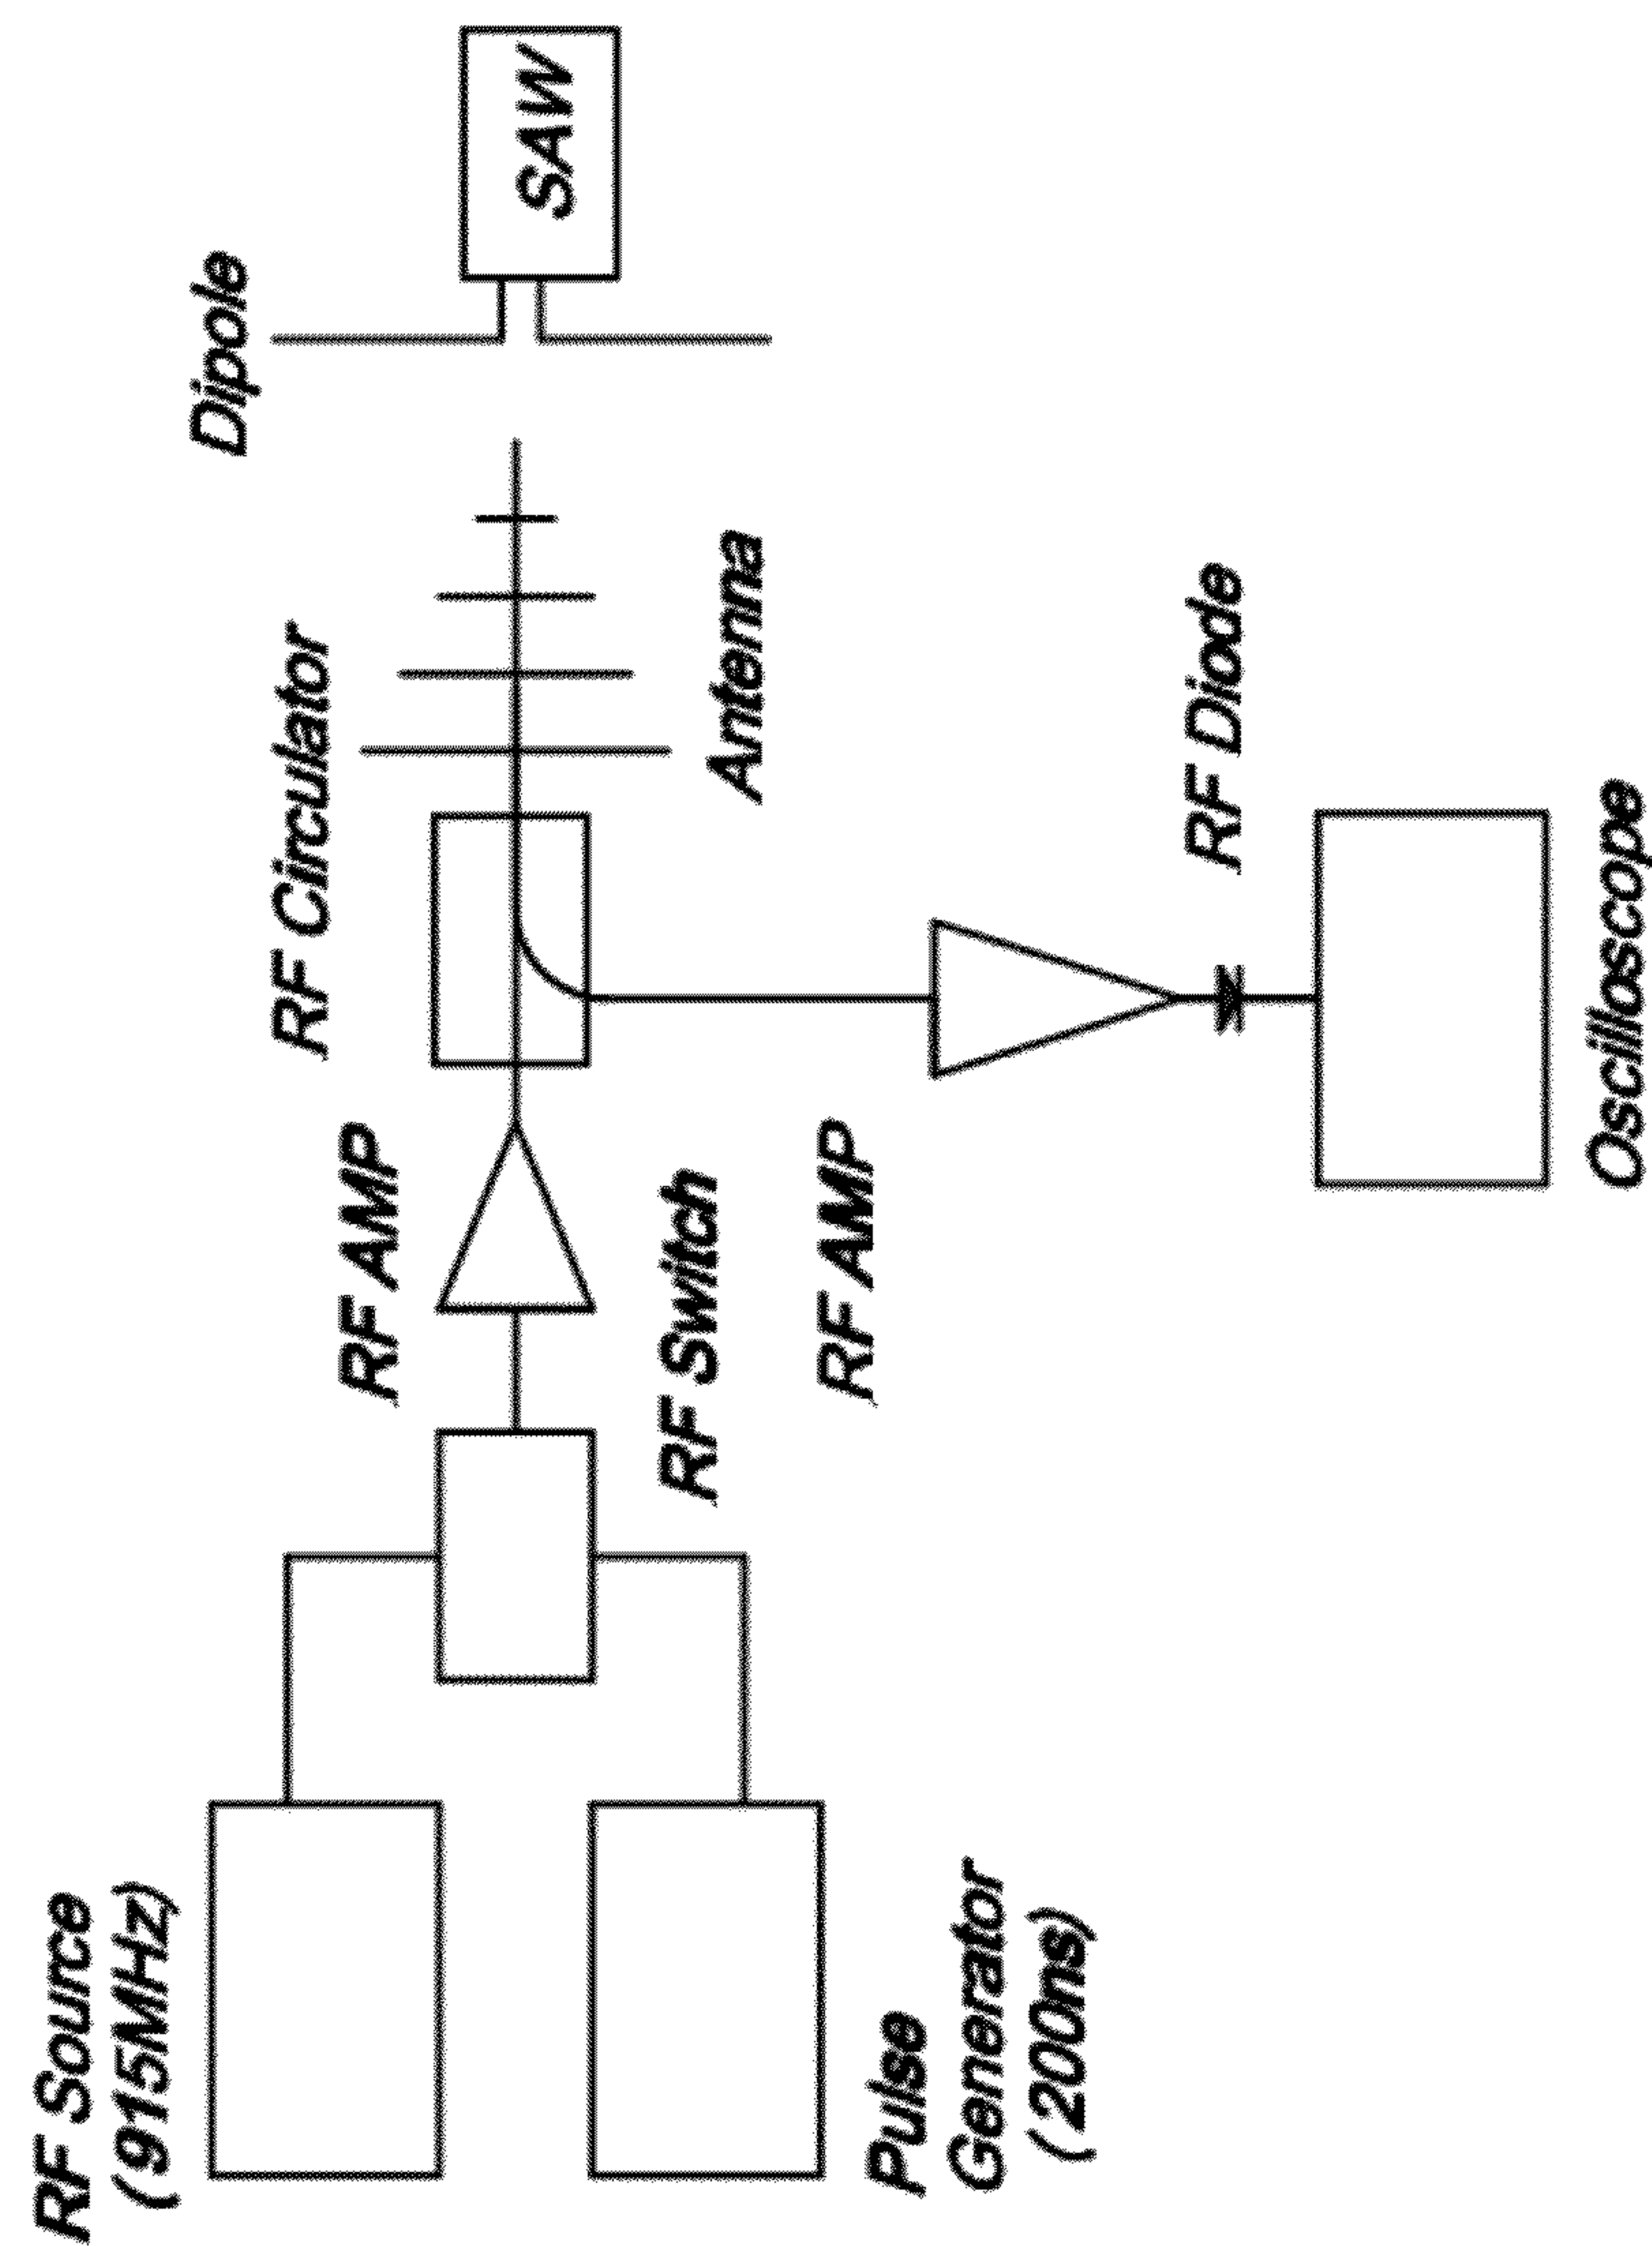 RF Source
(915MHz)
Pulse
Generator
(200ns)
RF Switch
RF AMP
RF Circulator
Antenna
Dipole
SAW
RF AMP
RF Diode
Oscilloscope